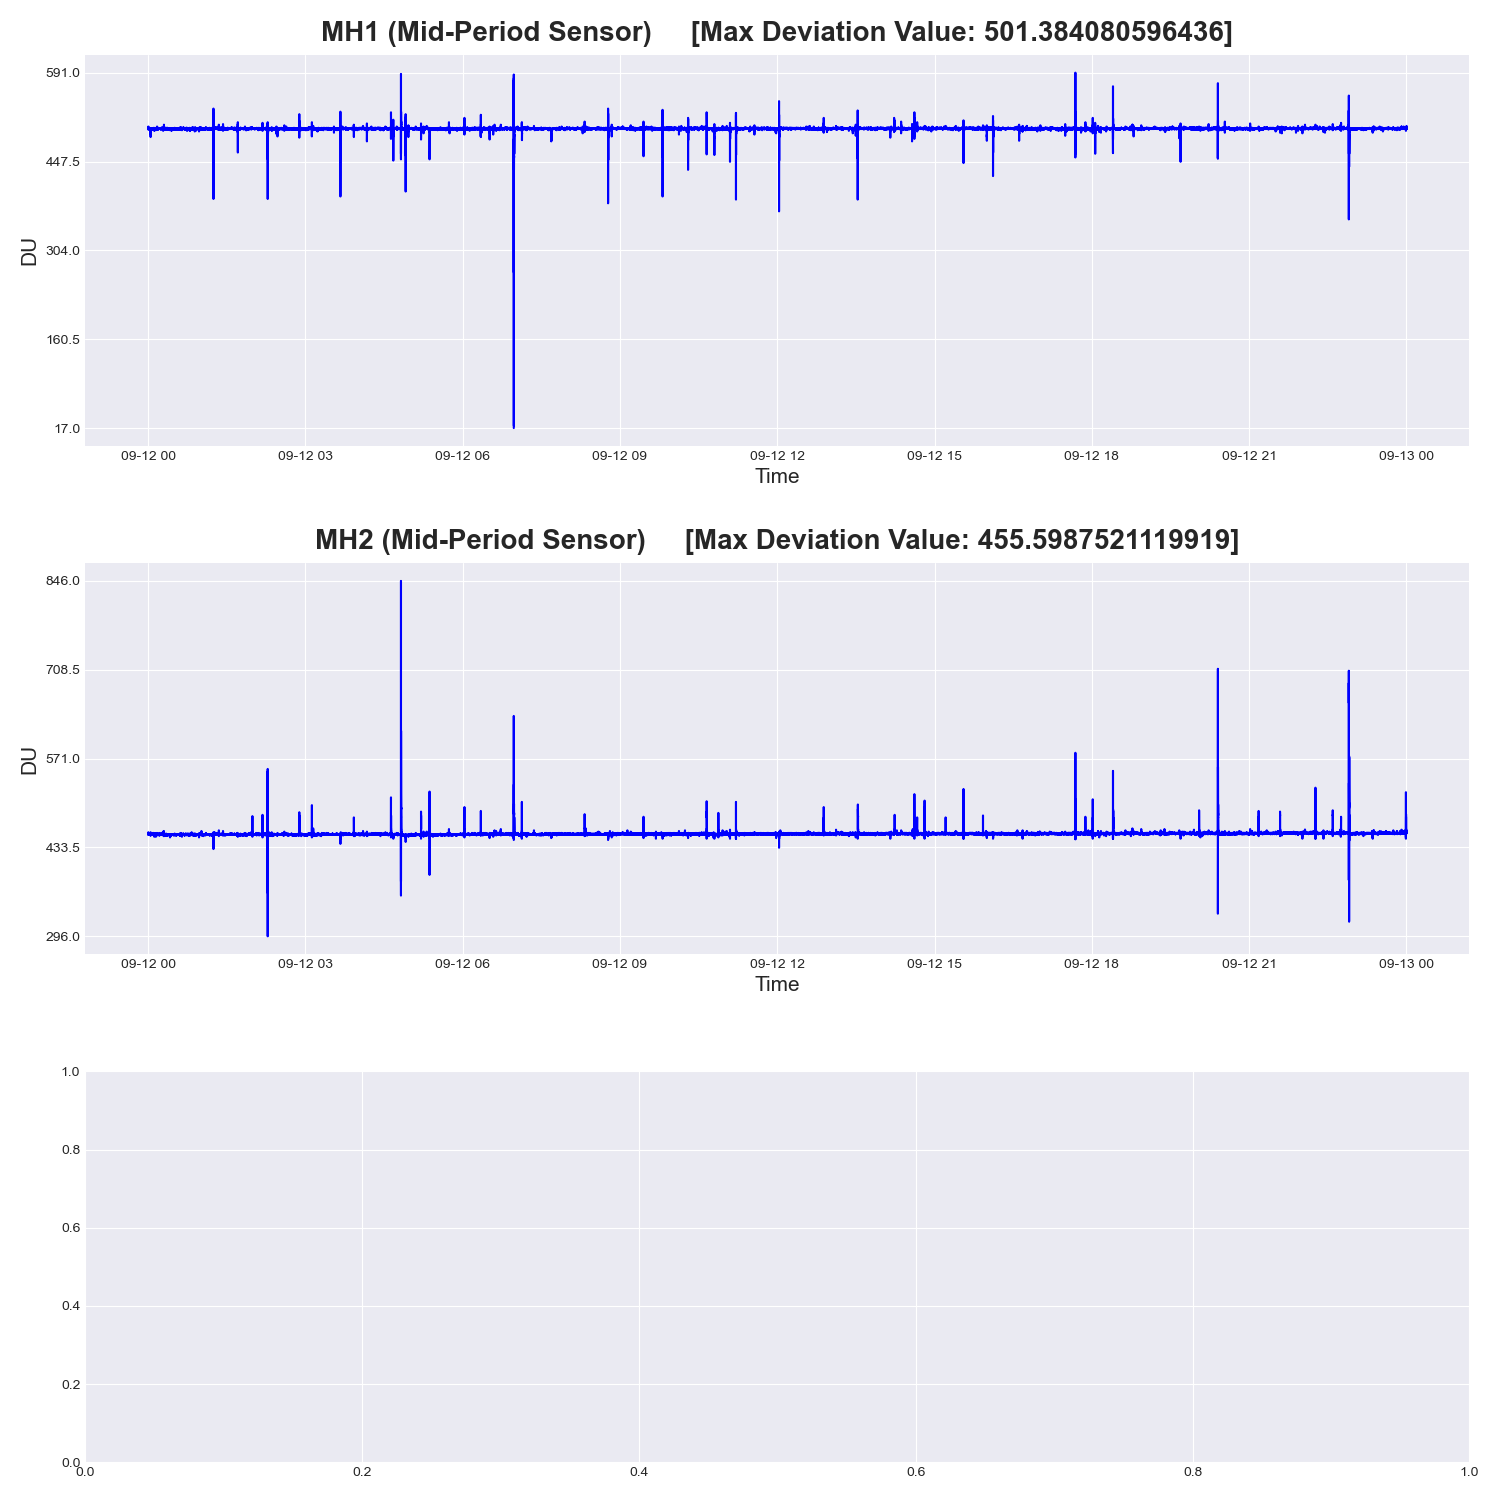 MH1 (Mid-Period Sensor) [Max Deviation Value: 501.384080596436]
591.0
447.5
304.0
160.5
17.0
DU
09-12 00 09-12 03 09-12 06 09-12 09 09-12 12 09-12 15 09-12 18 09-12 21 09-13 00
Time
MH2 (Mid-Period Sensor) [Max Deviation Value: 455.5987521119919]
846.0
708.5
571.0
433.5
296.0
DU
09-12 00 09-12 03 09-12 06 09-12 09 09-12 12 09-12 15 09-12 18 09-12 21 09-13 00
Time
1.0
0.8
0.6
0.4
0.2
0.0
0.0 0.2 0.4 0.6 0.8 1.0